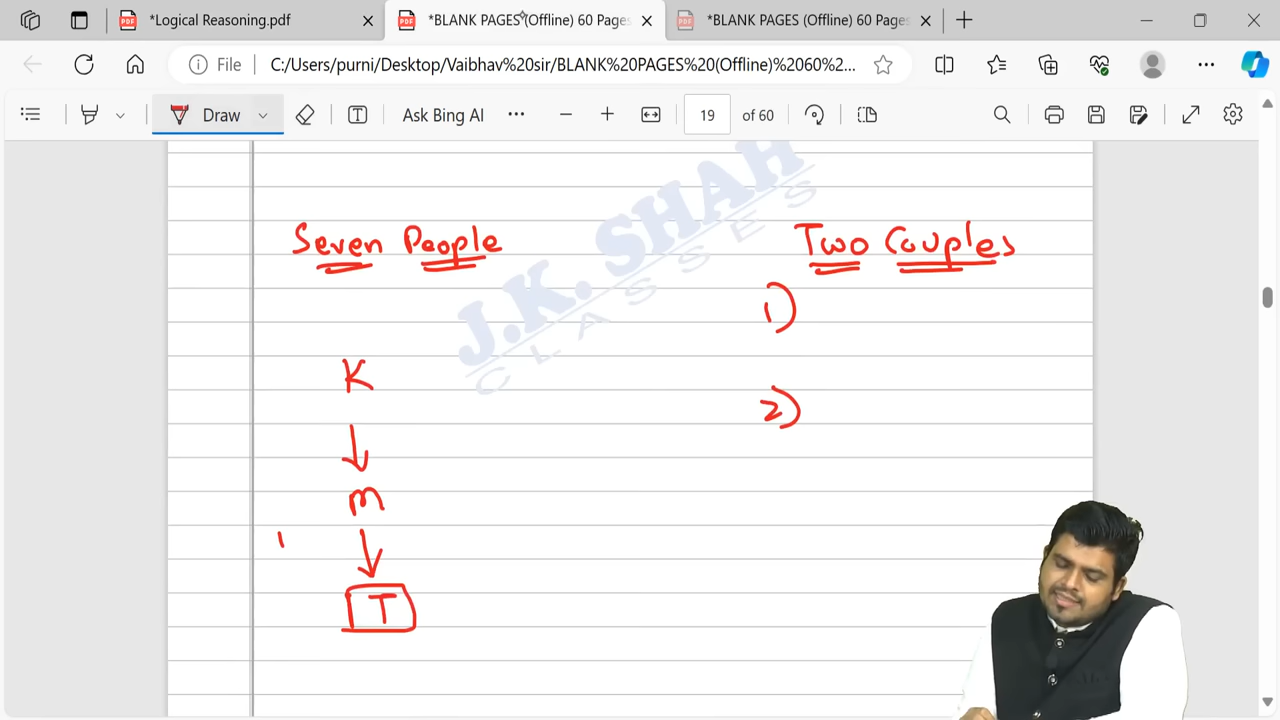 *Logical Reasoning.pdf
*BLANK PAGES (Offline) 60 Pages
*BLANK PAGES (Offline) 60 Pages
File
C:/Users/purni/Desktop/Vaibhav%20sir/BLANK%20PAGES%20(Offline)%2060%2...
Draw
Ask Bing AI
19
of 60
J.K. SHAH
CLASSES
Seven People
Two Couples
1)
K
2)
m
T